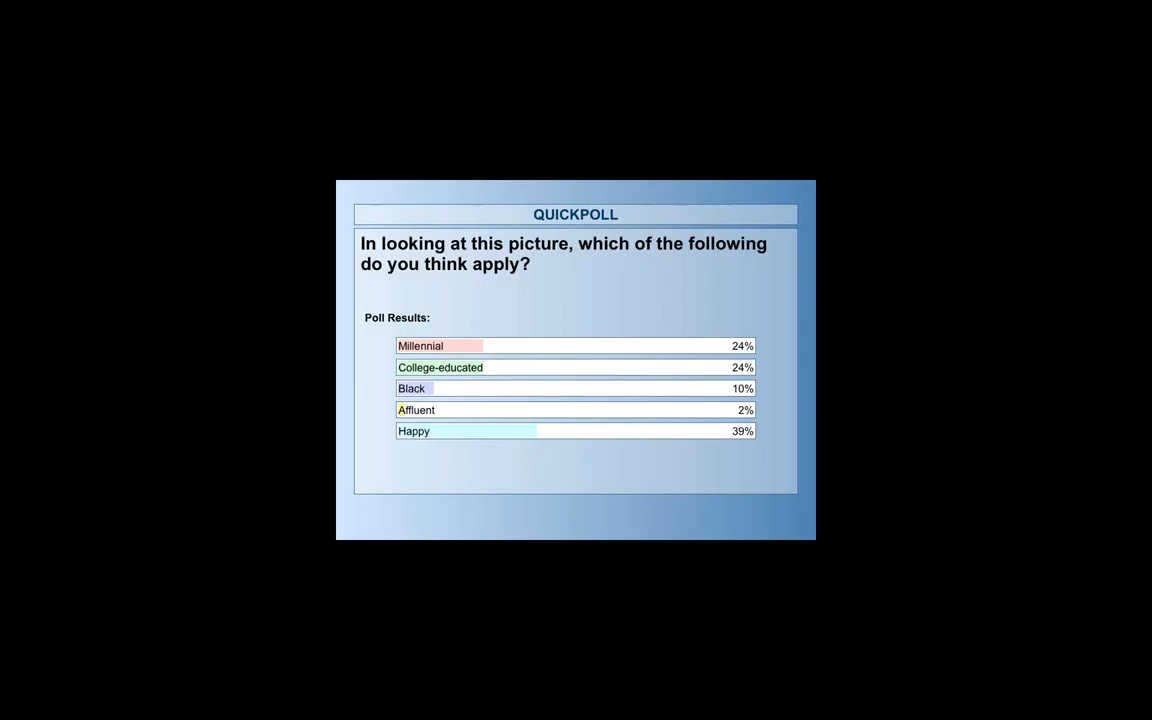 QUICKPOLL
In looking at this picture, which of the following
do you think apply?
Poll Results:
Millennial 24%
College-educated 24%
Black 10%
Affluent 2%
Happy 39%